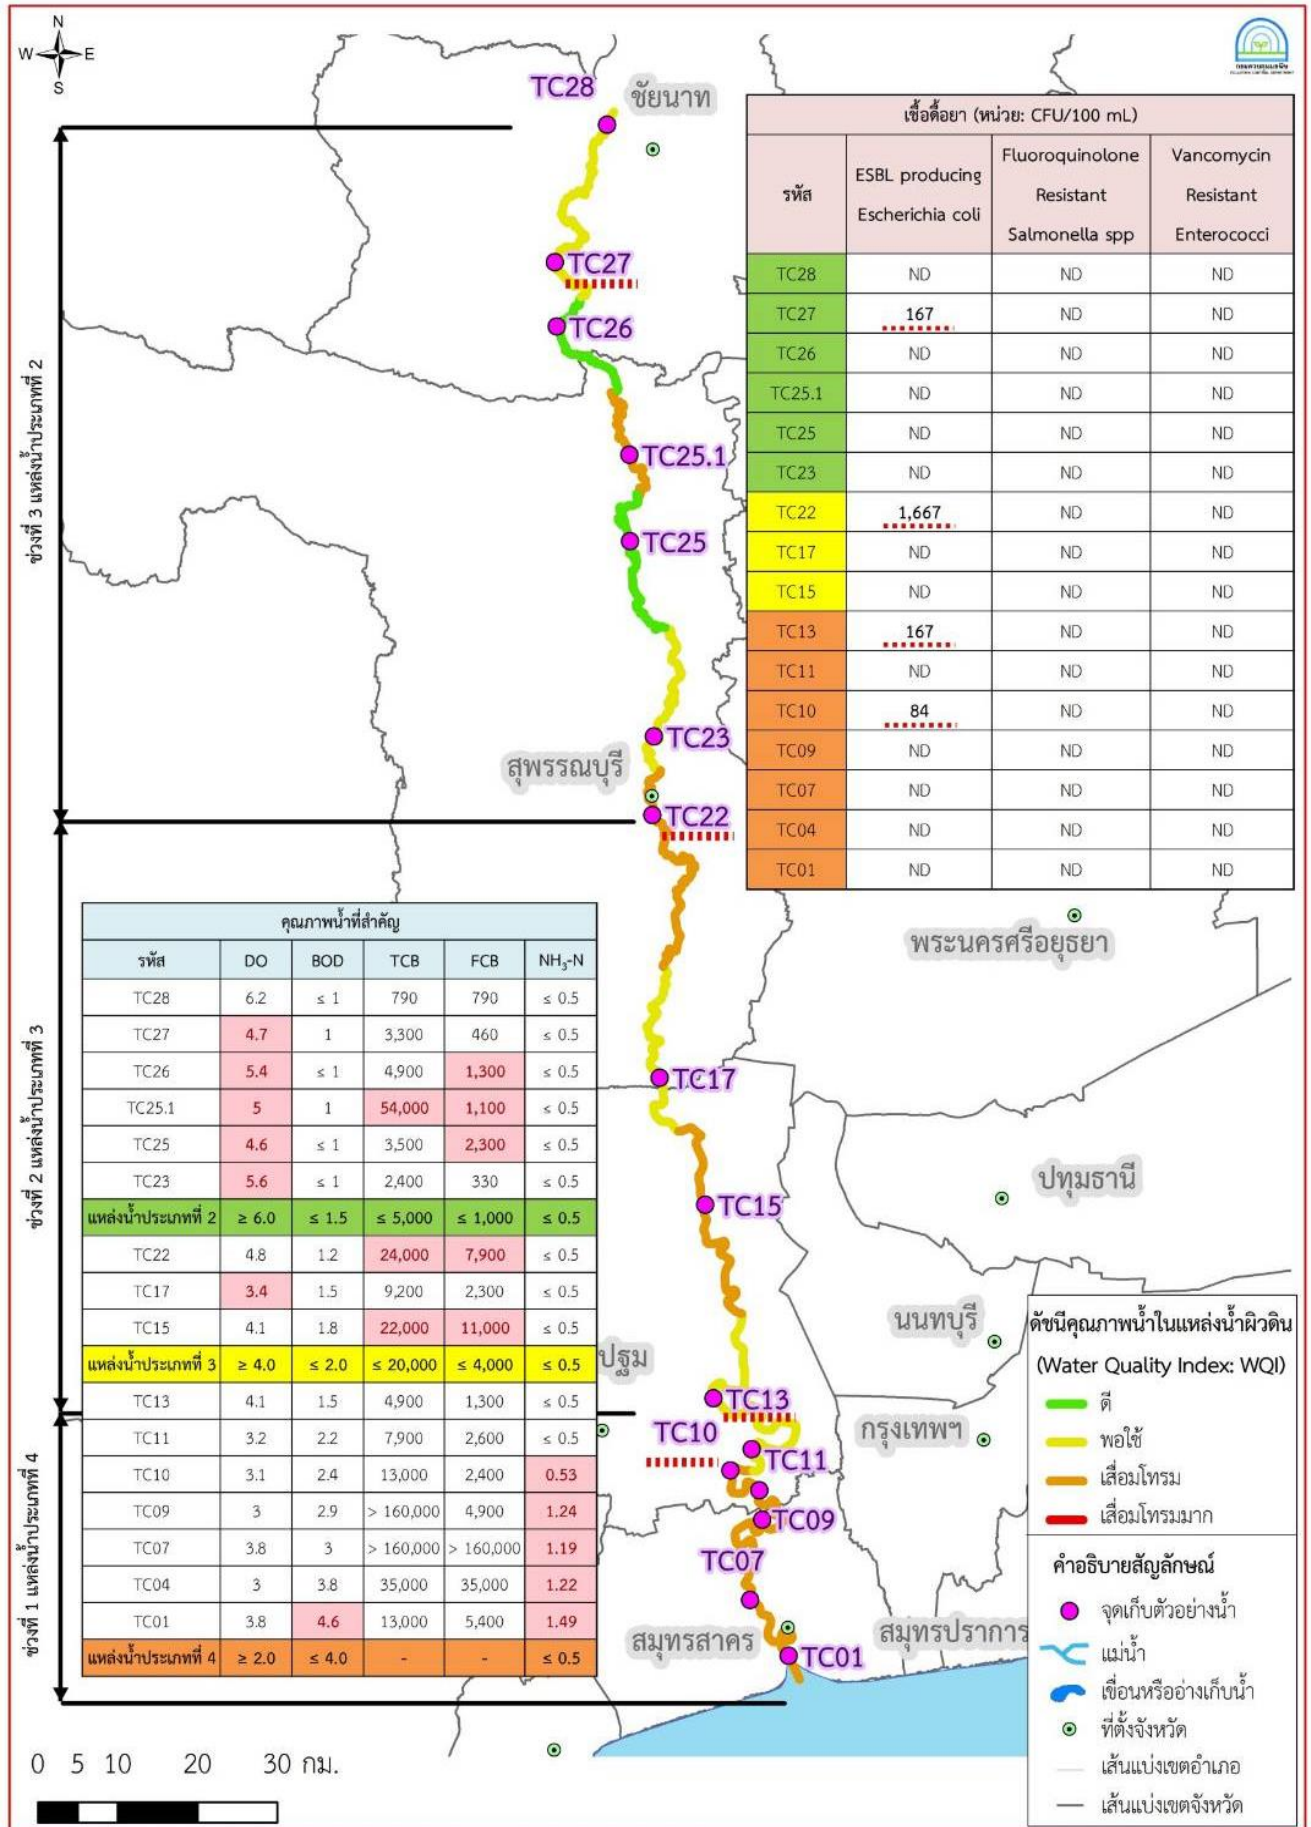 N
W E
S
กรมควบคุมมลพิษ
POLLUTION CONTROL DEPARTMENT
TC28
ชัยนาท
TC27
TC26
TC25.1
TC25
TC23
สุพรรณบุรี
TC22
TC17
TC15
TC13
TC10
TC11
TC09
TC07
TC01
พระนครศรีอยุธยา
ปทุมธานี
นนทบุรี
ปฐม
กรุงเทพฯ
สมุทรสาคร
สมุทรปราการ
ช่วงที่ 3 แหล่งน้ำประเภทที่ 2
ช่วงที่ 2 แหล่งน้ำประเภทที่ 3
ช่วงที่ 1 แหล่งน้ำประเภทที่ 4
เชื้อดื้อยา (หน่วย: CFU/100 mL)
รหัส ESBL producing Escherichia coli Fluoroquinolone Resistant Salmonella spp Vancomycin Resistant Enterococci
TC28 ND ND ND
TC27 167 ND ND
TC26 ND ND ND
TC25.1 ND ND ND
TC25 ND ND ND
TC23 ND ND ND
TC22 1,667 ND ND
TC17 ND ND ND
TC15 ND ND ND
TC13 167 ND ND
TC11 ND ND ND
TC10 84 ND ND
TC09 ND ND ND
TC07 ND ND ND
TC04 ND ND ND
TC01 ND ND ND
คุณภาพน้ำที่สำคัญ
รหัส DO BOD TCB FCB NH₃-N
TC28 6.2 ≤ 1 790 790 ≤ 0.5
TC27 4.7 1 3,300 460 ≤ 0.5
TC26 5.4 ≤ 1 4,900 1,300 ≤ 0.5
TC25.1 5 1 54,000 1,100 ≤ 0.5
TC25 4.6 ≤ 1 3,500 2,300 ≤ 0.5
TC23 5.6 ≤ 1 2,400 330 ≤ 0.5
แหล่งน้ำประเภทที่ 2 ≥ 6.0 ≤ 1.5 ≤ 5,000 ≤ 1,000 ≤ 0.5
TC22 4.8 1.2 24,000 7,900 ≤ 0.5
TC17 3.4 1.5 9,200 2,300 ≤ 0.5
TC15 4.1 1.8 22,000 11,000 ≤ 0.5
แหล่งน้ำประเภทที่ 3 ≥ 4.0 ≤ 2.0 ≤ 20,000 ≤ 4,000 ≤ 0.5
TC13 4.1 1.5 4,900 1,300 ≤ 0.5
TC11 3.2 2.2 7,900 2,600 ≤ 0.5
TC10 3.1 2.4 13,000 2,400 0.53
TC09 3 2.9 > 160,000 4,900 1.24
TC07 3.8 3 > 160,000 > 160,000 1.19
TC04 3 3.8 35,000 35,000 1.22
TC01 3.8 4.6 13,000 5,400 1.49
แหล่งน้ำประเภทที่ 4 ≥ 2.0 ≤ 4.0 - - ≤ 0.5
ดัชนีคุณภาพน้ำในแหล่งน้ำผิวดิน
(Water Quality Index: WQI)
ดี
พอใช้
เสื่อมโทรม
เสื่อมโทรมมาก
คำอธิบายสัญลักษณ์
จุดเก็บตัวอย่างน้ำ
แม่น้ำ
เขื่อนหรืออ่างเก็บน้ำ
ที่ตั้งจังหวัด
เส้นแบ่งเขตอำเภอ
เส้นแบ่งเขตจังหวัด
0 5 10 20 30 กม.